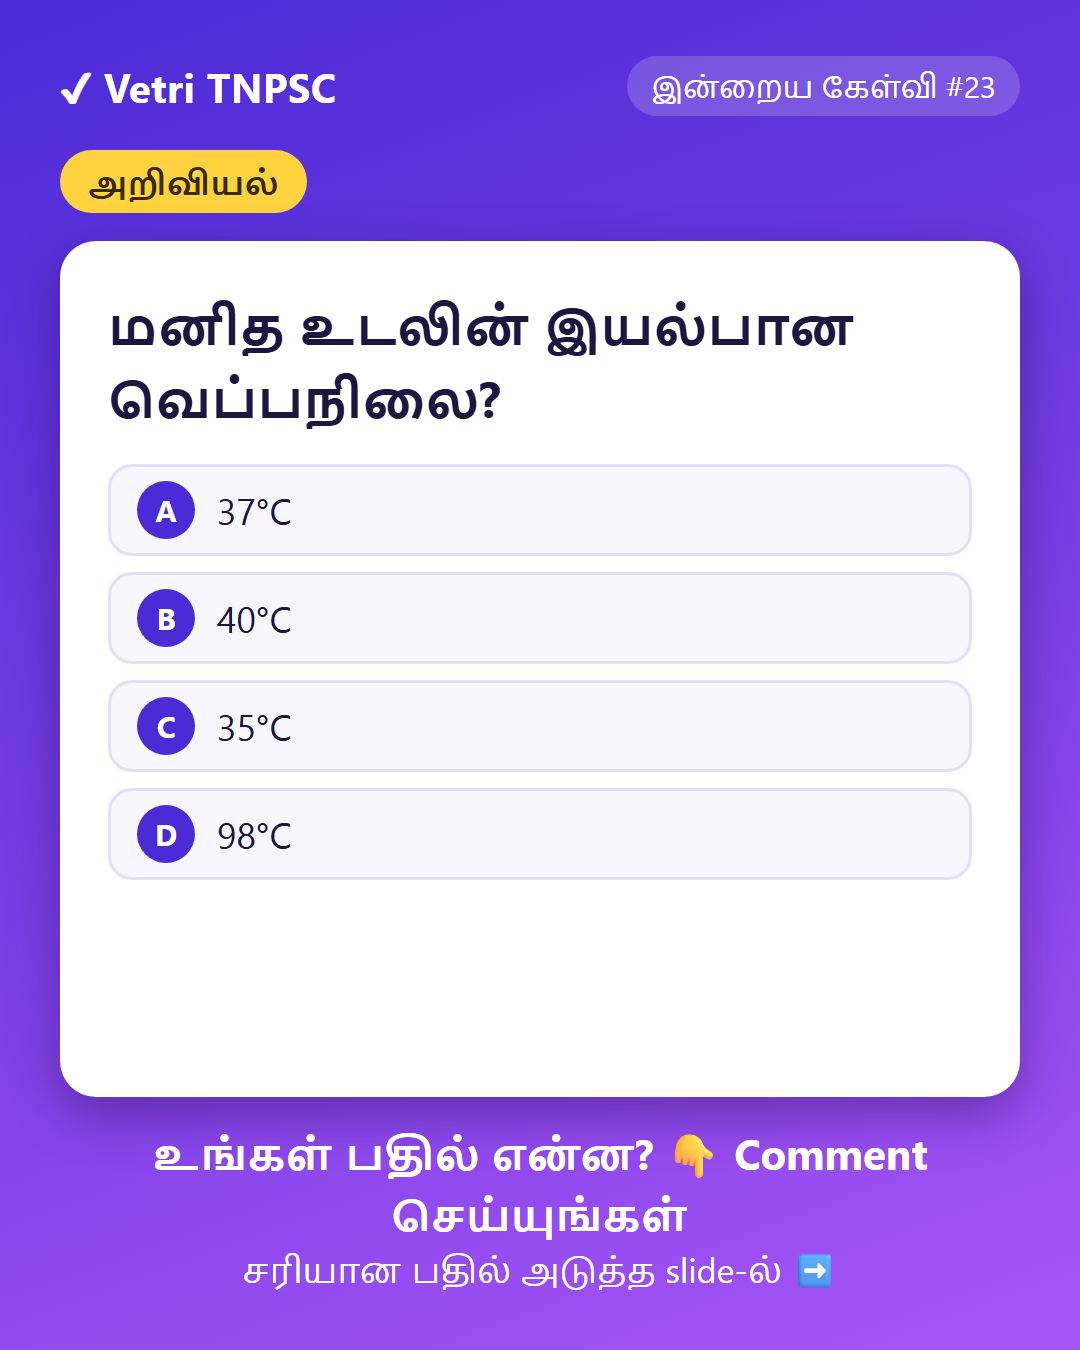 ✔ Vetri TNPSC
இன்றைய கேள்வி #23
அறிவியல்
மனித உடலின் இயல்பான
வெப்பநிலை?
A 37°C
B 40°C
C 35°C
D 98°C
உங்கள் பதில் என்ன? 👇 Comment
செய்யுங்கள்
சரியான பதில் அடுத்த slide-ல் ➡️